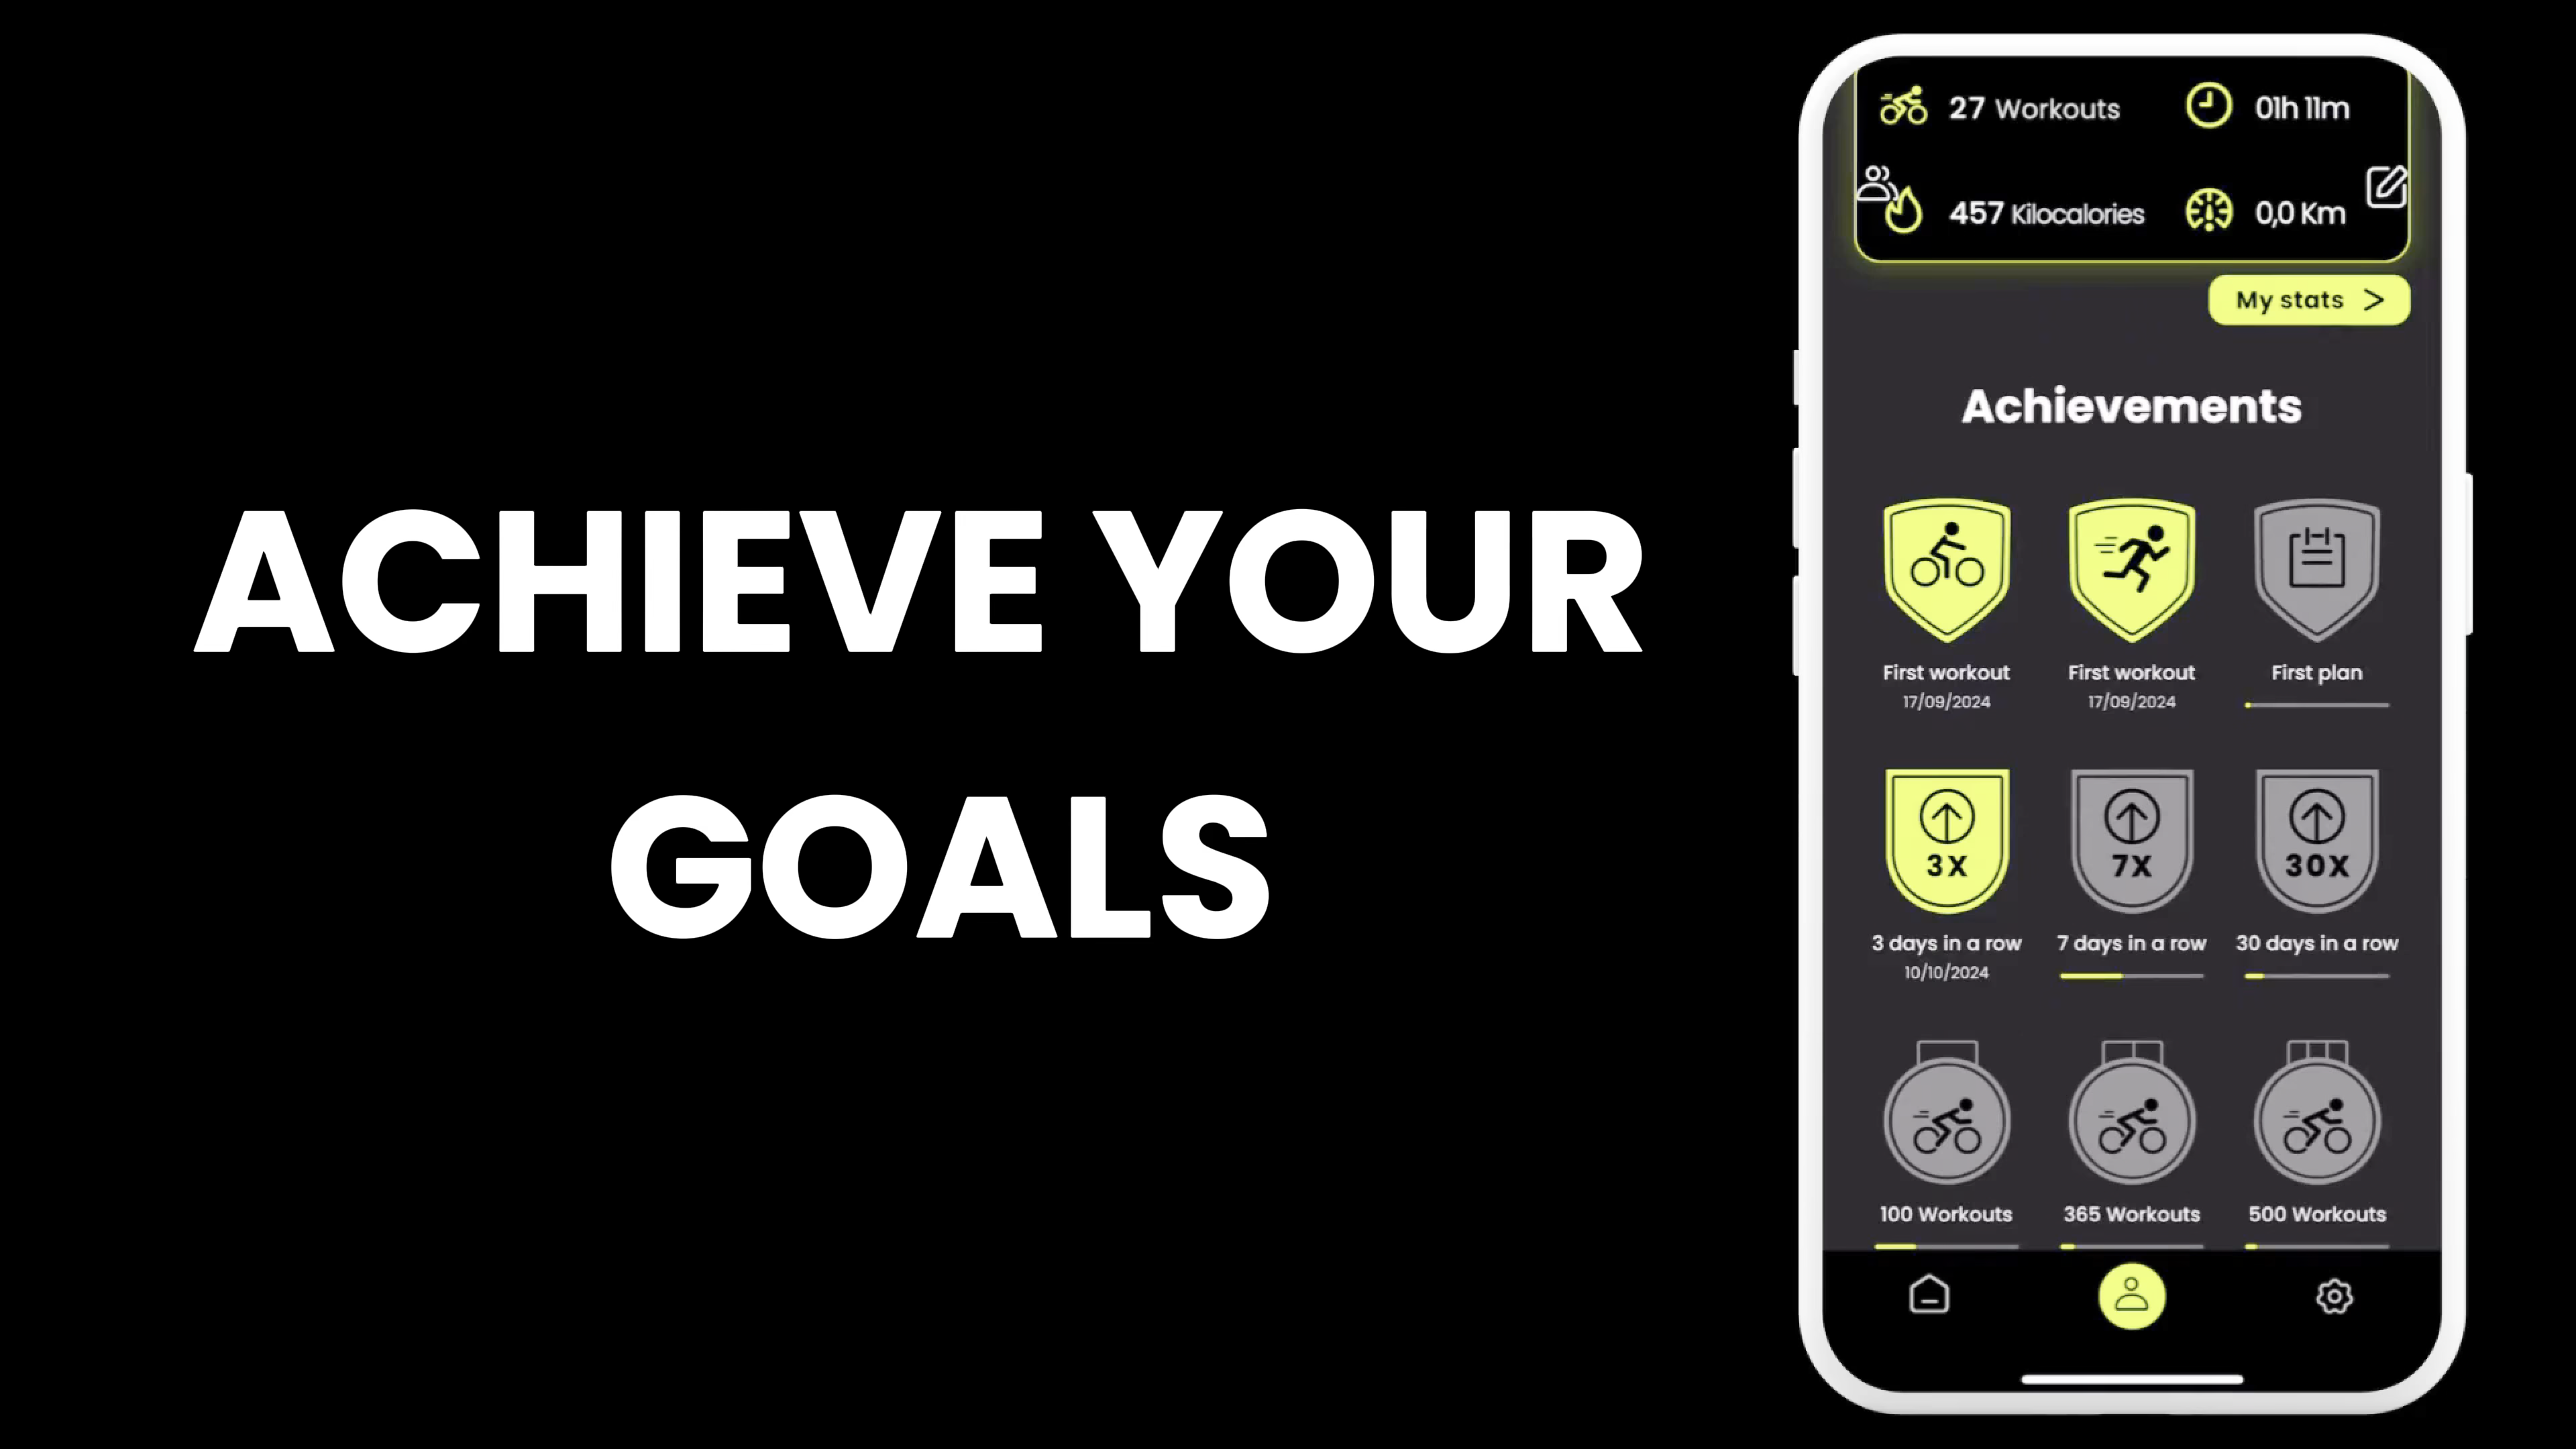 ACHIEVE YOUR
GOALS
27 Workouts
01h 11m
457 Kilocalories
0,0 Km
My stats >
Achievements
First workout
17/09/2024
First workout
17/09/2024
First plan
3X
7X
30X
3 days in a row
10/10/2024
7 days in a row
30 days in a row
100 Workouts
365 Workouts
500 Workouts